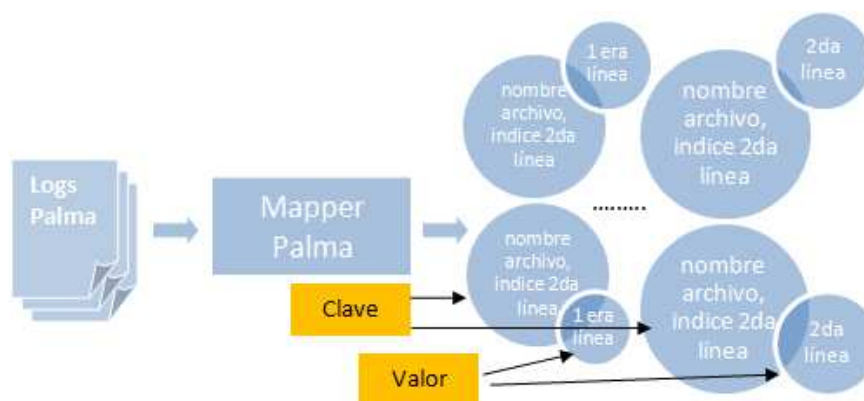 1 era
línea
2da
línea
nombre
archivo,
indice 2da
línea
nombre
archivo,
indice 2da
línea
Logs
Palma
Mapper
Palma
.........
nombre
archivo,
indice 2da
línea
1 era
línea
nombre
archivo,
indice 2da
línea
2da
línea
Clave
Valor